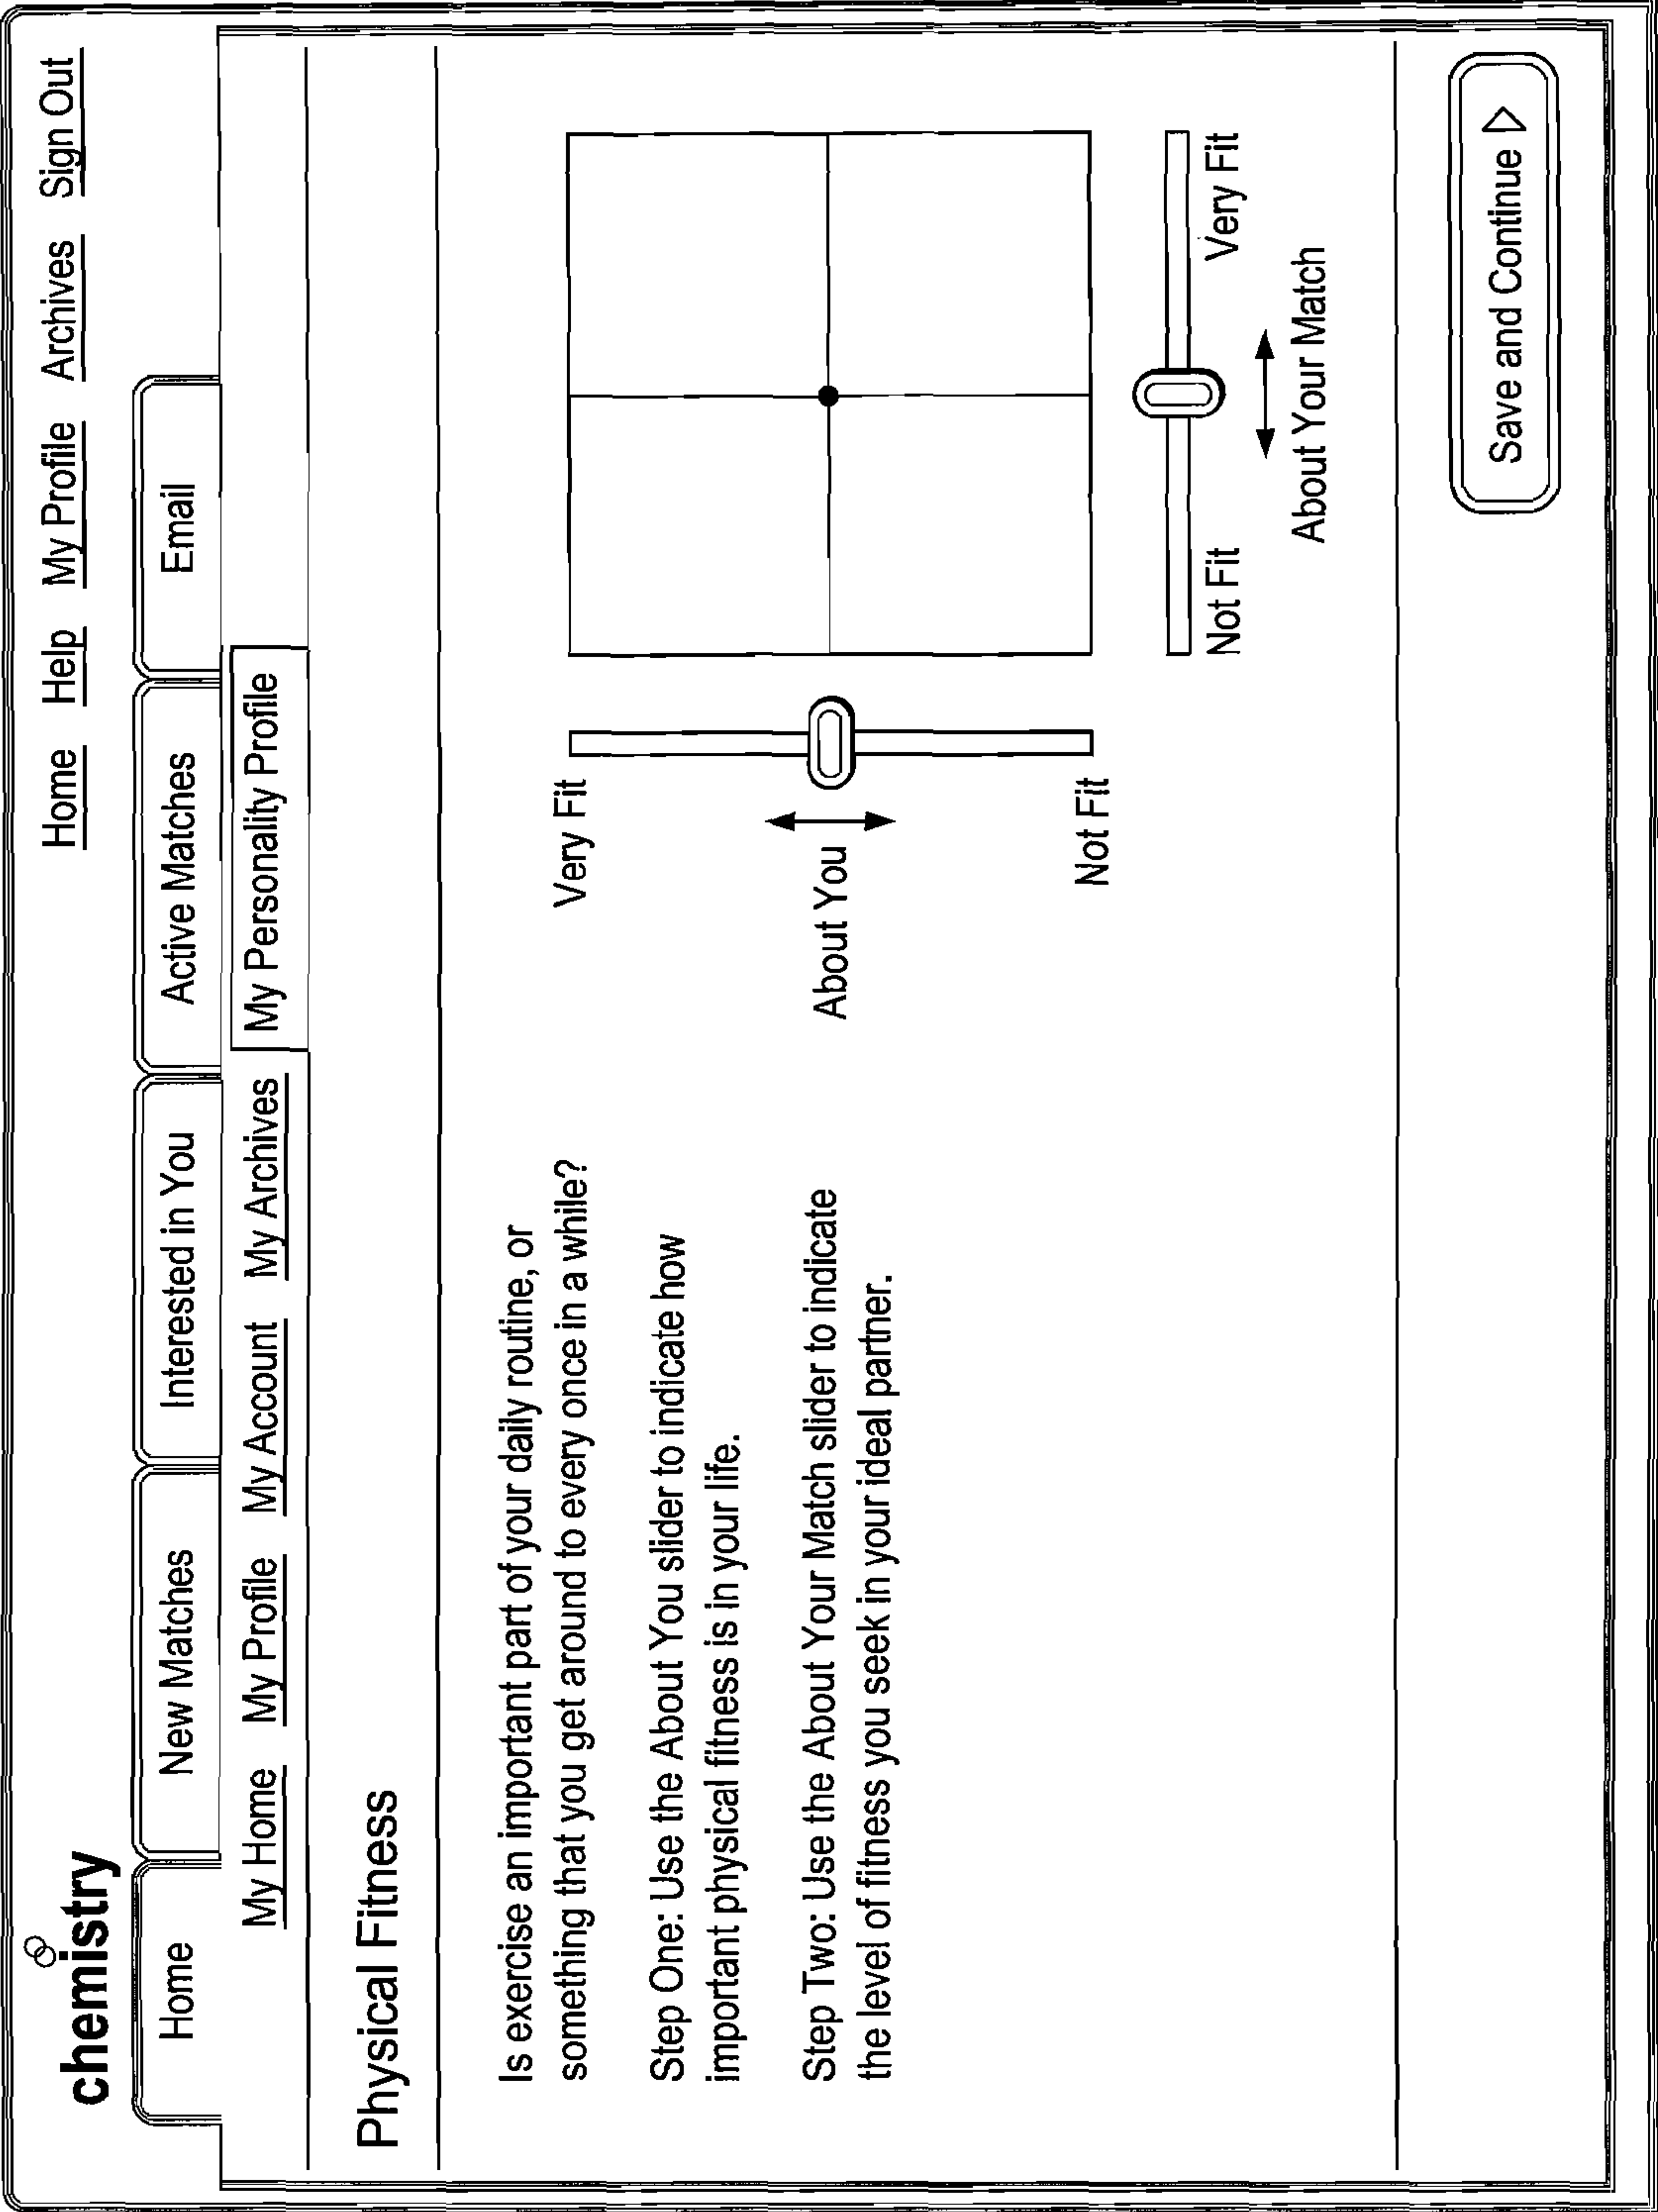 chemistry
Home Help My Profile Archives Sign Out
Home New Matches Interested in You Active Matches Email
My Home My Profile My Account My Archives My Personality Profile
Physical Fitness
Is exercise an important part of your daily routine, or
something that you get around to every once in a while?
Step One: Use the About You slider to indicate how
important physical fitness is in your life.
Step Two: Use the About Your Match slider to indicate
the level of fitness you seek in your ideal partner.
Very Fit
About You
Not Fit
Not Fit Very Fit
About Your Match
Save and Continue